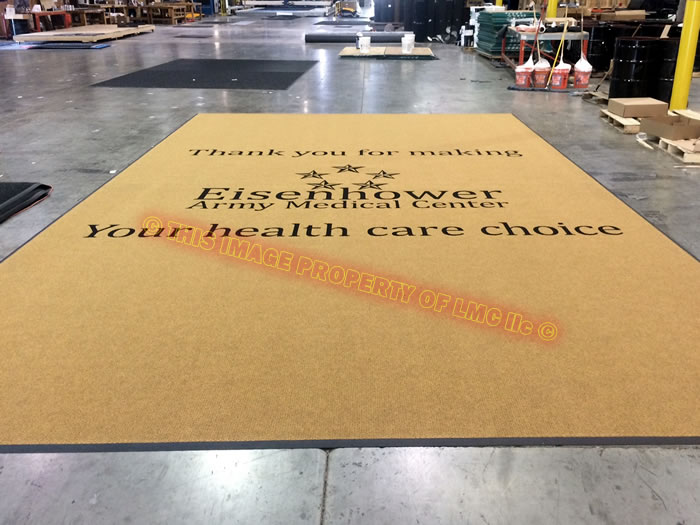 Thank you for making
Eisenhower
Army Medical Center
Your health care choice
© THIS IMAGE PROPERTY OF LMC llc ©